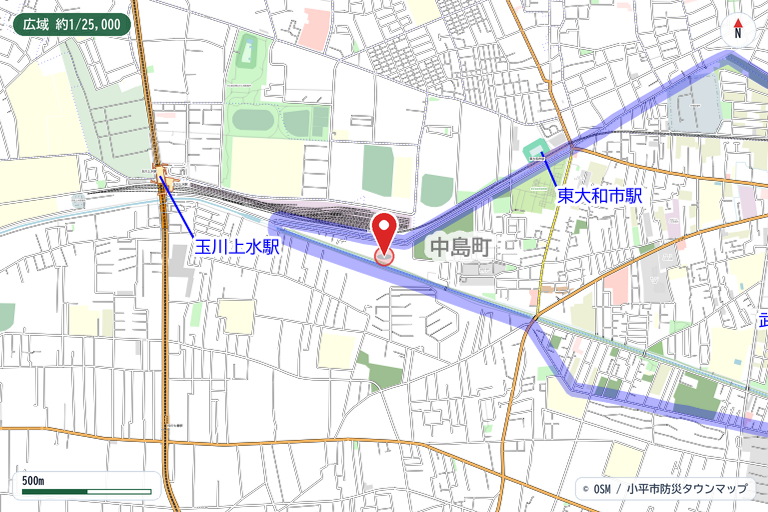 広域 約1/25,000
N
東大和市駅
玉川上水駅
中島町
500m
© OSM / 小平市防災タウンマップ